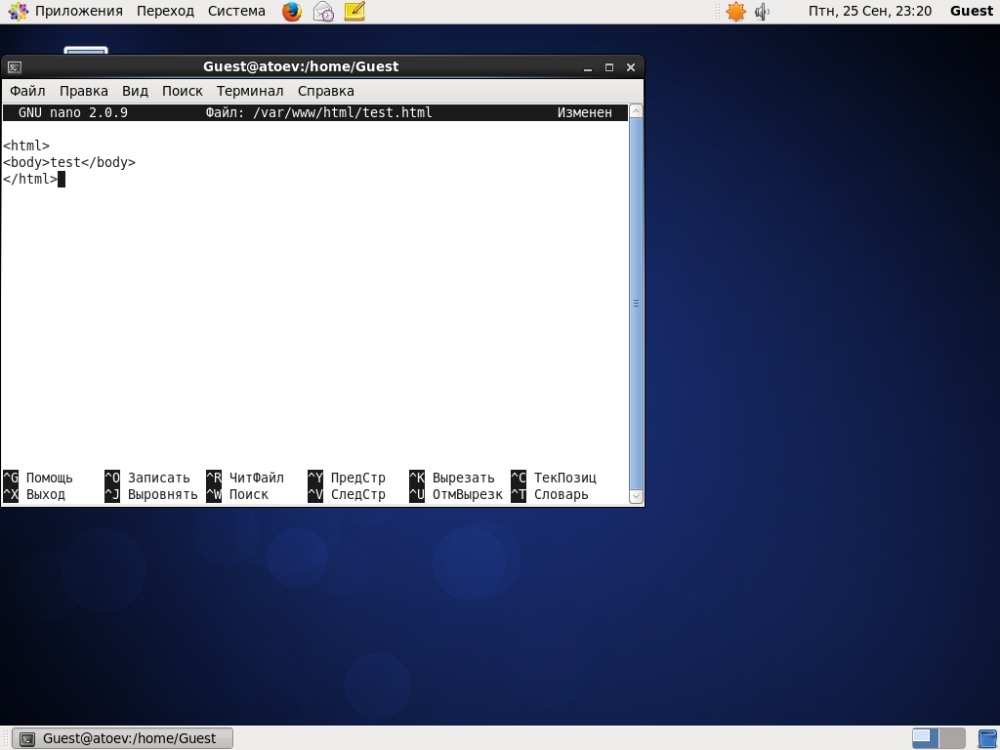 Приложения Переход Система Птн, 25 Сен, 23:20 Guest
Guest@atoev:/home/Guest
Файл Правка Вид Поиск Терминал Справка
GNU nano 2.0.9 Файл: /var/www/html/test.html Изменен
<html>
<body>test</body>
</html>
^G Помощь ^O Записать ^R ЧитФайл ^Y ПредСтр ^K Вырезать ^C ТекПозиц
^X Выход ^J Выровнять ^W Поиск ^V СледСтр ^U ОтмВырезк ^T Словарь
Guest@atoev:/home/Guest